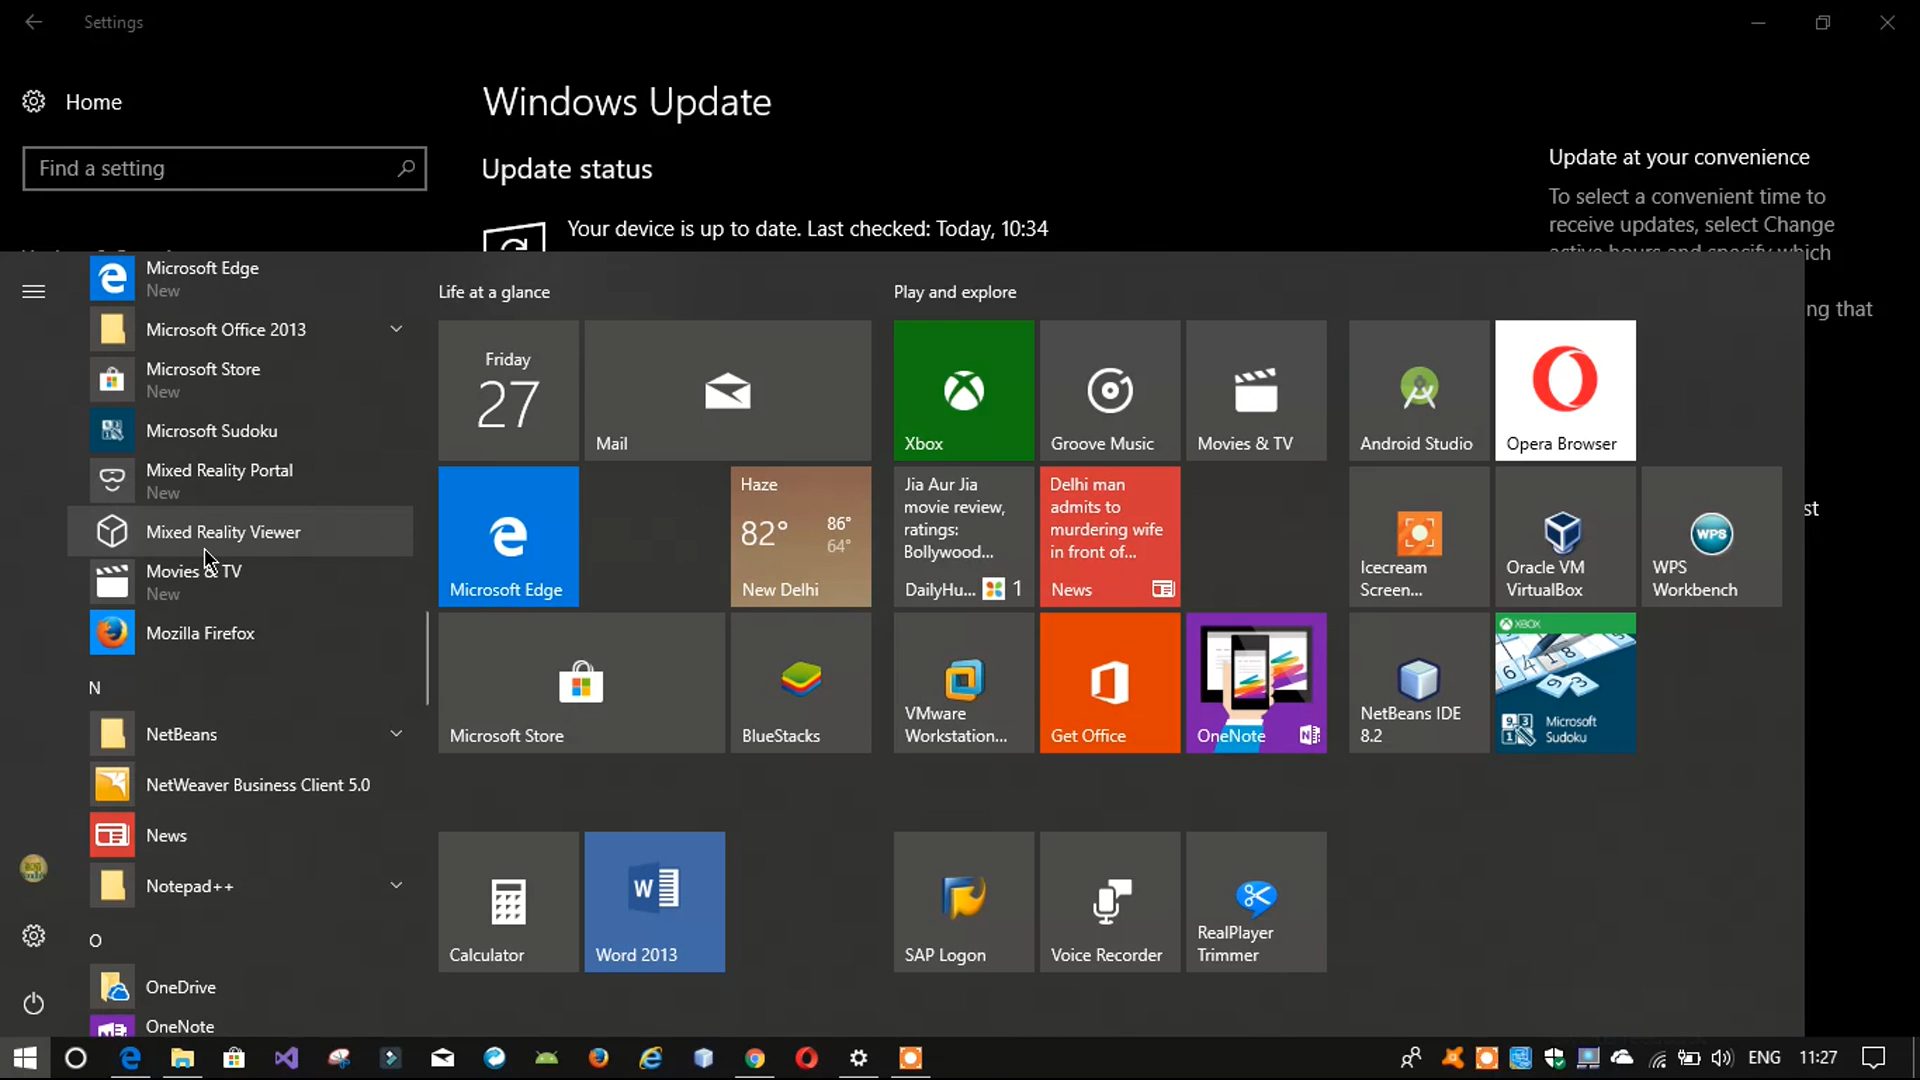 Settings
Home
Find a setting
Windows Update
Update status
Your device is up to date. Last checked: Today, 10:34
Update at your convenience
To select a convenient time to
receive updates, select Change
active hours and specify which
ng that
st
Microsoft Edge
New
Microsoft Office 2013
Microsoft Store
New
Microsoft Sudoku
Mixed Reality Portal
New
Mixed Reality Viewer
Movies & TV
New
Mozilla Firefox
N
NetBeans
NetWeaver Business Client 5.0
News
Notepad++
O
OneDrive
OneNote
Life at a glance
Friday
27
Mail
Microsoft Edge
Haze
82°
86°
64°
New Delhi
Microsoft Store
BlueStacks
Calculator
Word 2013
Play and explore
Xbox
Groove Music
Movies & TV
Jia Aur Jia
movie review,
ratings:
Bollywood...
DailyHu...
1
Delhi man
admits to
murdering wife
in front of...
News
VMware
Workstation...
Get Office
OneNote
SAP Logon
Voice Recorder
RealPlayer
Trimmer
Android Studio
Opera Browser
Icecream
Screen...
Oracle VM
VirtualBox
WPS
WPS
Workbench
NetBeans IDE
8.2
XBOX
Microsoft
Sudoku
ENG
11:27